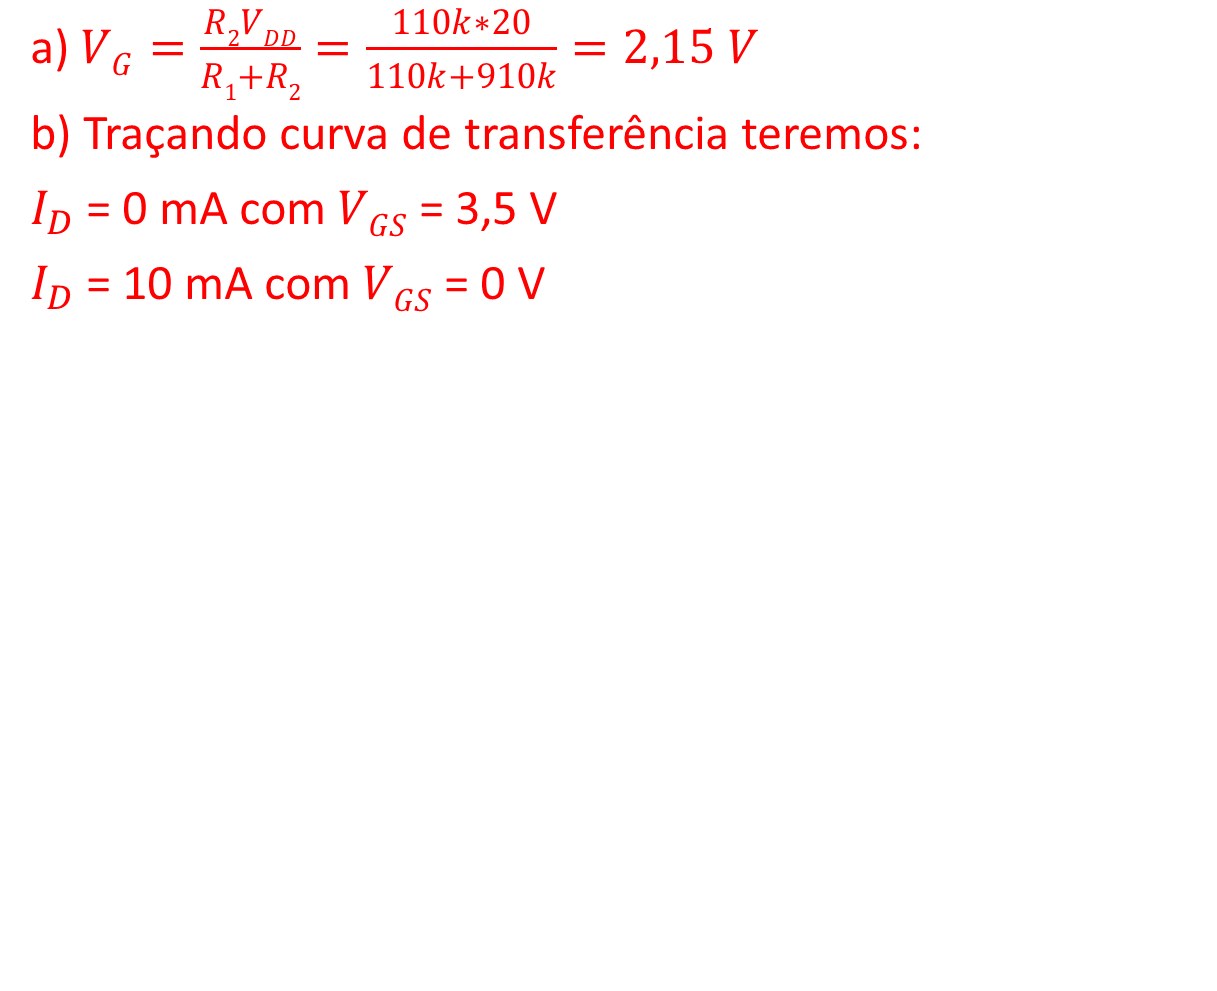 a) V_G = R_2V_DD / R_1+R_2 = 110k∗20 / 110k+910k = 2,15 V
b) Traçando curva de transferência teremos:
I_D = 0 mA com V_GS = 3,5 V
I_D = 10 mA com V_GS = 0 V